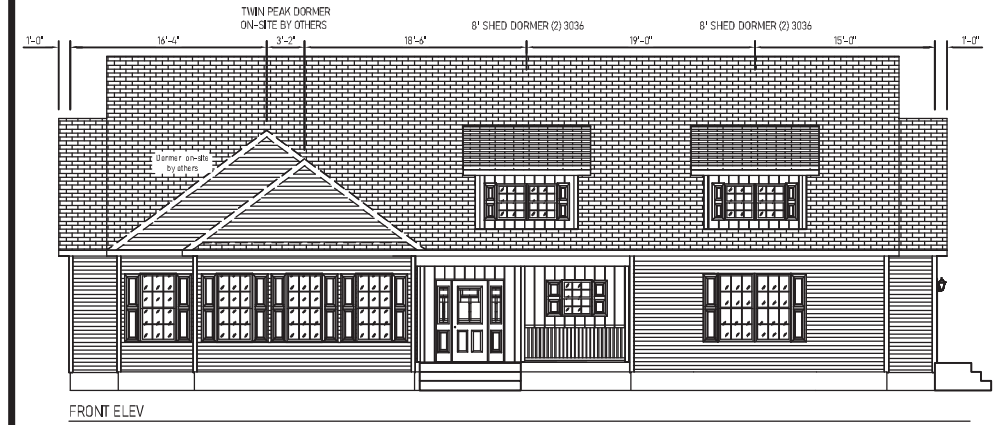 TWIN PEAK DORMER
ON-SITE BY OTHERS
8' SHED DORMER (2) 3036
8' SHED DORMER (2) 3036
1'-0"
16'-4"
3'-2"
18'-6"
19'-0"
15'-0"
1'-0"
Dormer on-site
by others
FRONT ELEV